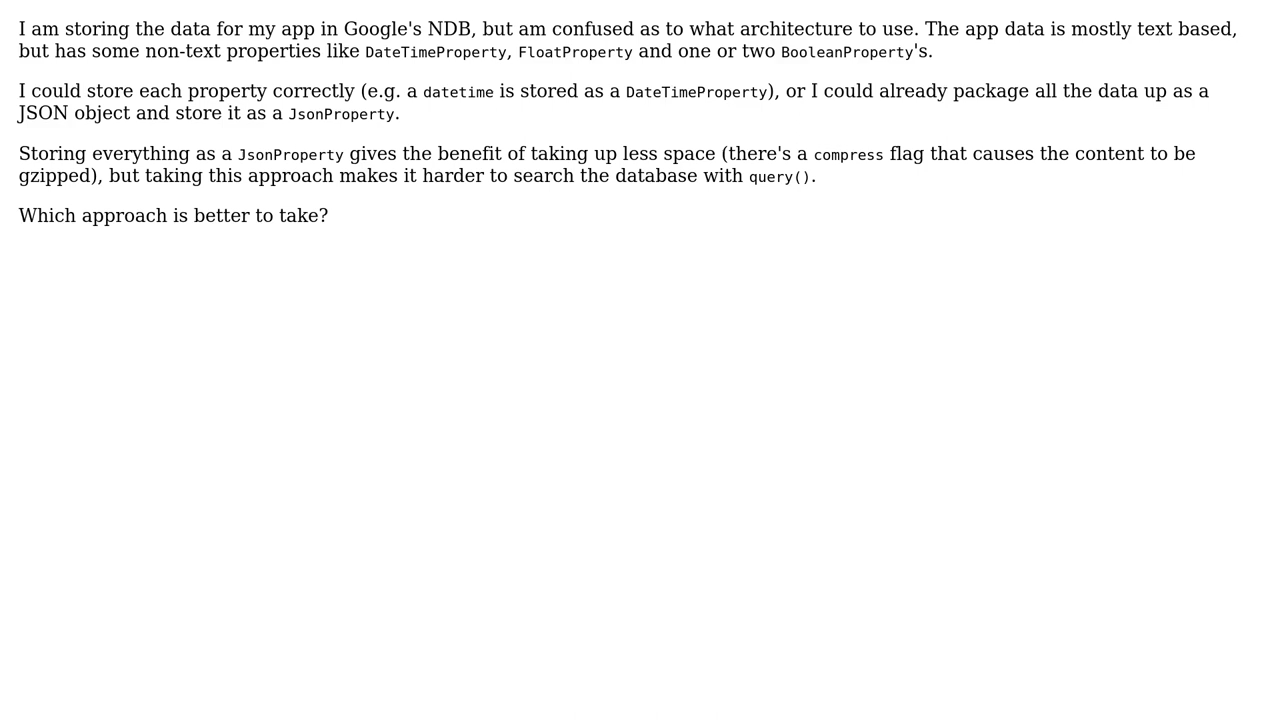 I am storing the data for my app in Google's NDB, but am confused as to what architecture to use. The app data is mostly text based,
but has some non-text properties like DateTimeProperty, FloatProperty and one or two BooleanProperty's.
I could store each property correctly (e.g. a datetime is stored as a DateTimeProperty), or I could already package all the data up as a
JSON object and store it as a JsonProperty.
Storing everything as a JsonProperty gives the benefit of taking up less space (there's a compress flag that causes the content to be
gzipped), but taking this approach makes it harder to search the database with query().
Which approach is better to take?